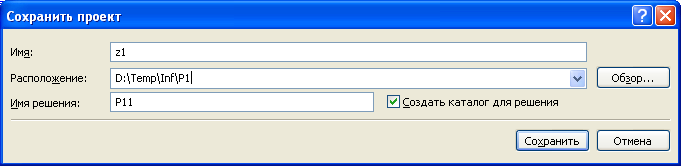 Сохранить проект
Имя: z1
Расположение: D:\Temp\Inf\P1 Обзор...
Имя решения: P11 Создать каталог для решения
Сохранить Отмена